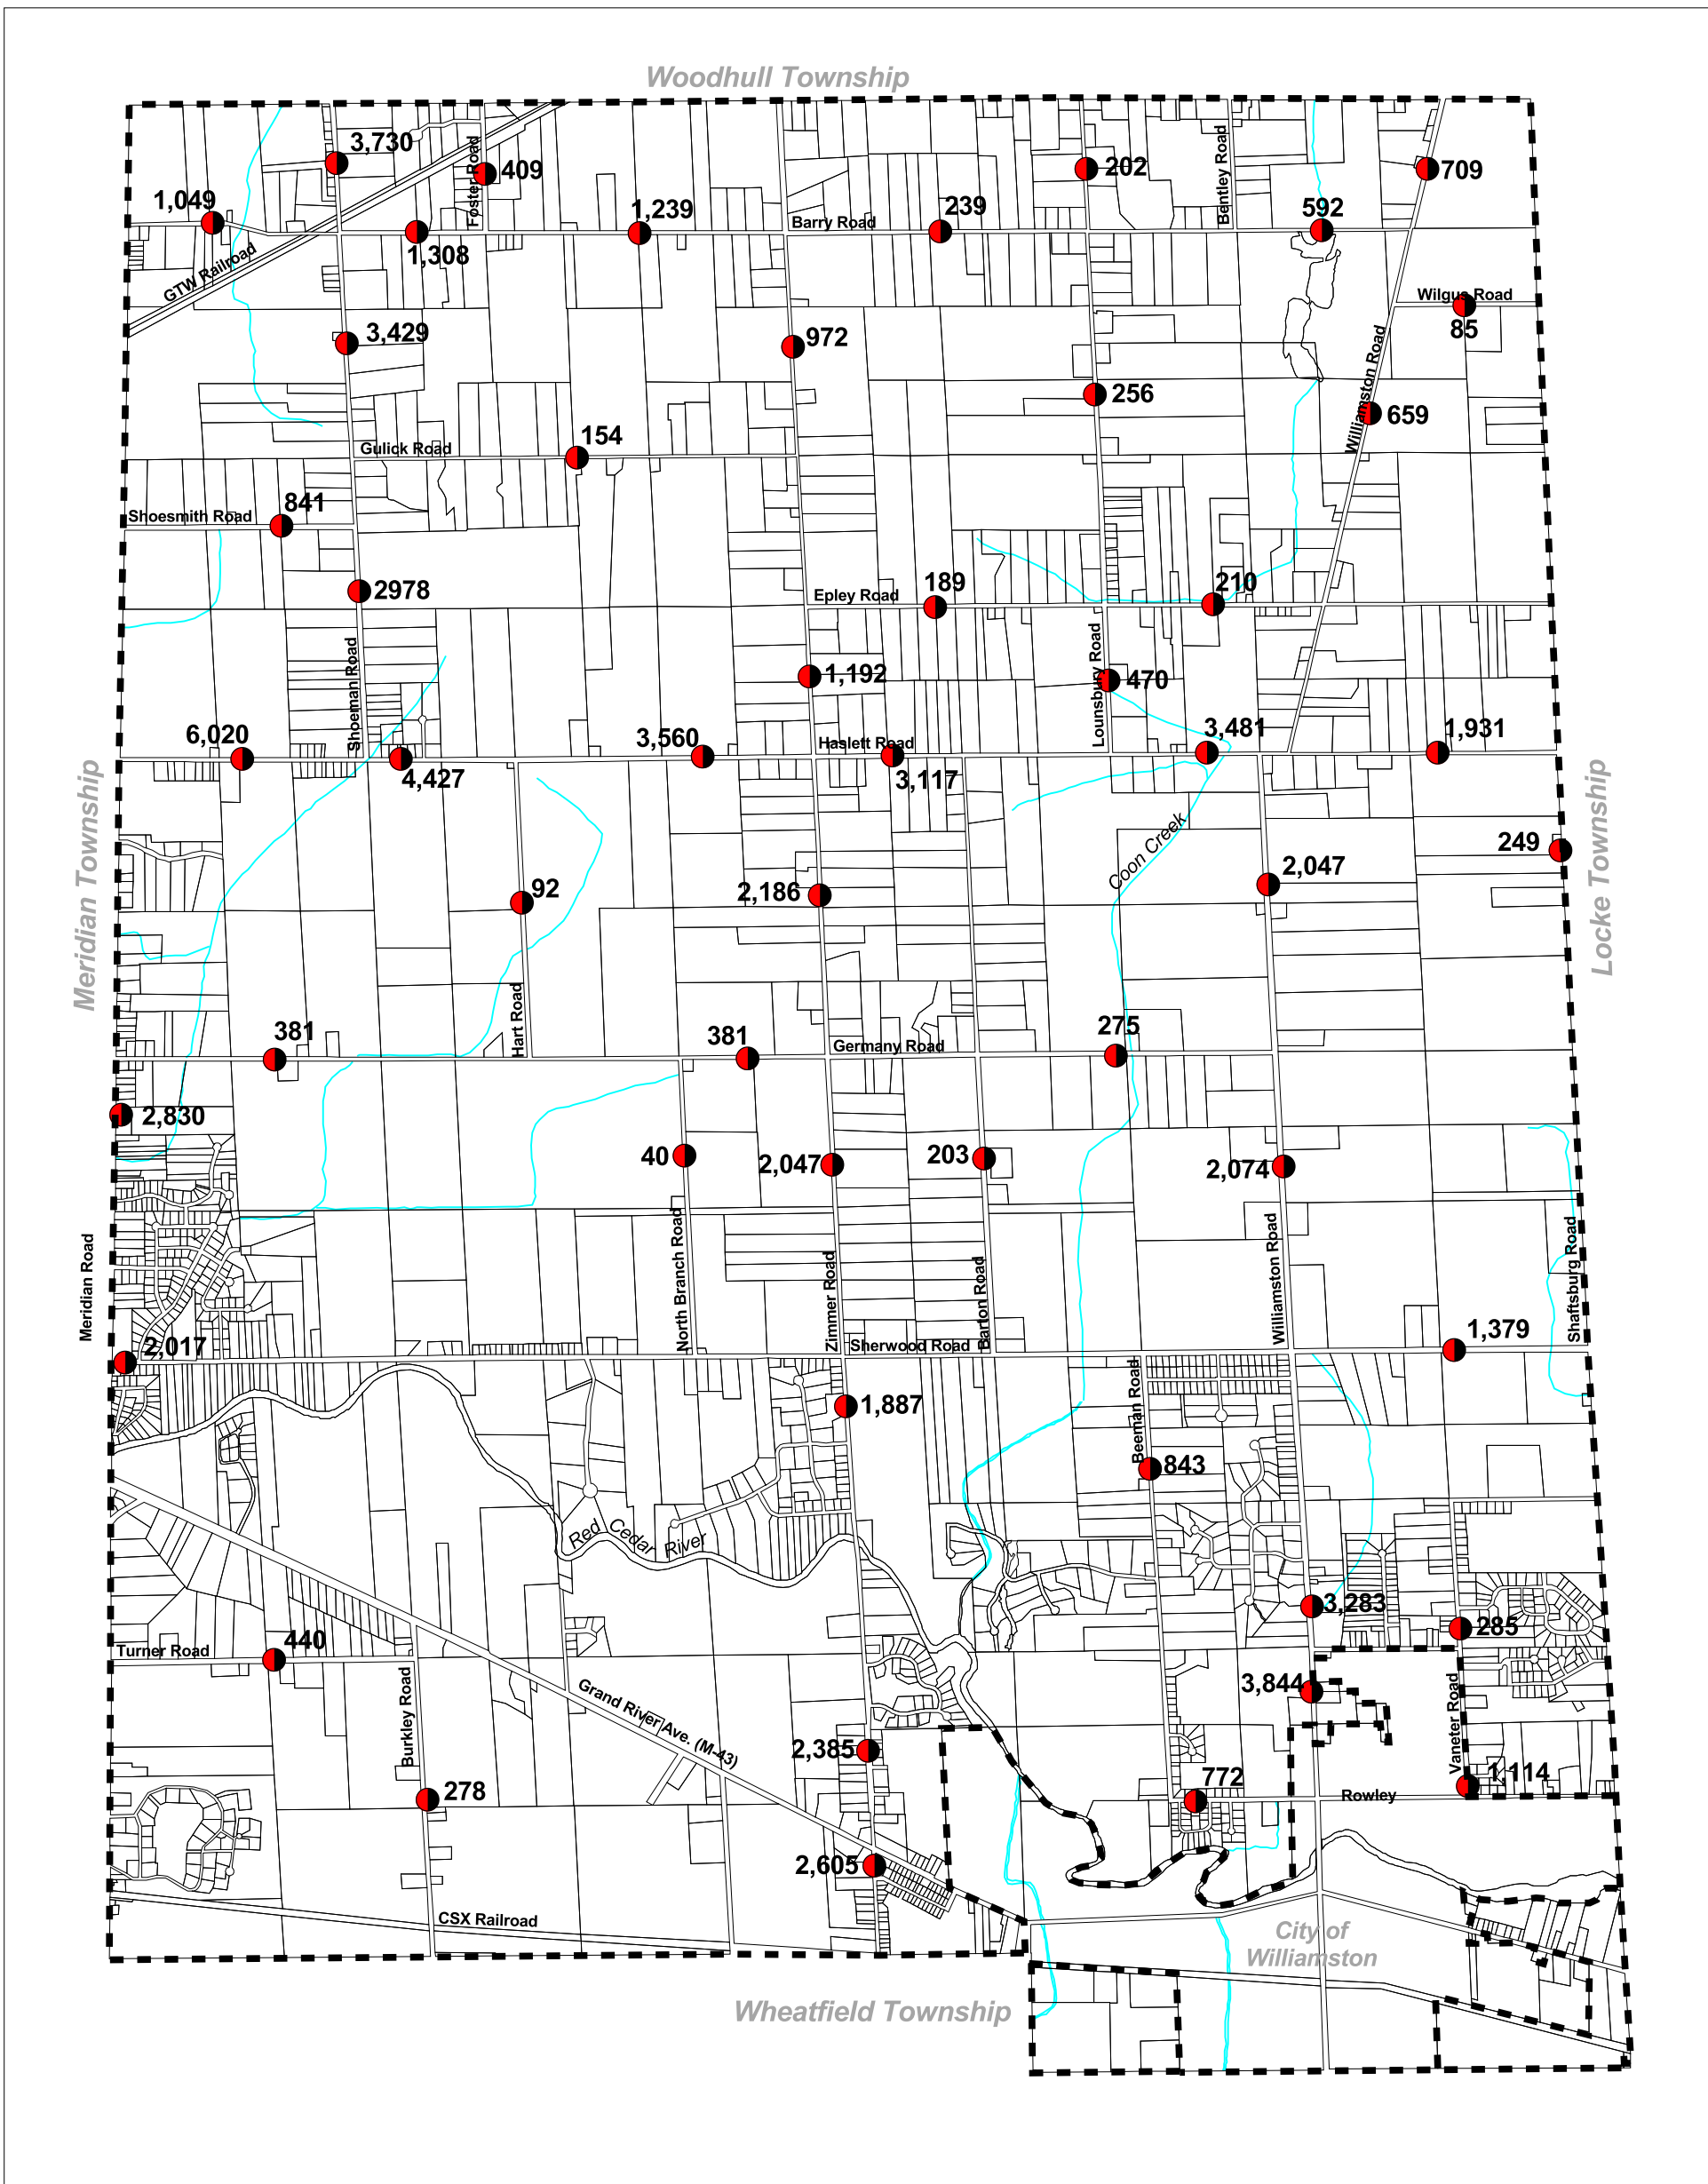 Woodhull Township
3,730
Foster Road
409
202
Bentley Road
709
1,049
1,239
Barry Road
239
592
1,308
GTW Railroad
Wilgus Road
85
3,429
972
Williamston Road
256
659
154
Gulick Road
841
Shoesmith Road
2978
189
210
Epley Road
Shoeman Road
1,192
Lounsbury Road
470
6,020
3,560
Haslett Road
3,481
1,931
4,427
3,117
Meridian Township
Locke Township
249
Coon Creek
92
2,186
2,047
Hart Road
381
381
Germany Road
275
2,830
40
2,047
203
2,074
Meridian Road
North Branch Road
Zimmer Road
Barton Road
Williamston Road
Shaftsburg Road
2,017
Sherwood Road
1,379
1,887
Beeman Road
843
Red Cedar River
3,283
285
440
Turner Road
Burkley Road
Grand River Ave. (M-43)
3,844
Vaneter Road
2,385
278
772
1,114
Rowley
2,605
CSX Railroad
City of
Williamston
Wheatfield Township